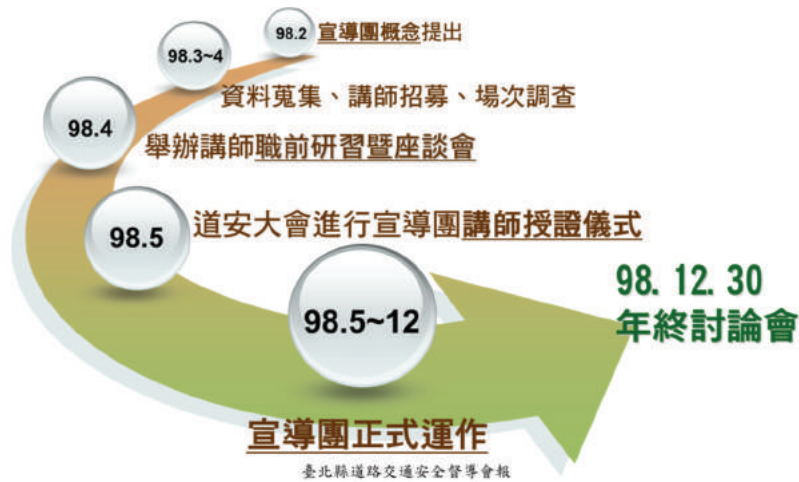 98.2 宣導團概念提出
98.3~4 資料蒐集、講師招募、場次調查
98.4 舉辦講師職前研習暨座談會
98.5 道安大會進行宣導團講師授證儀式
98.5~12
宣導團正式運作
98.12.30
年終討論會
臺北縣道路交通安全督導會報